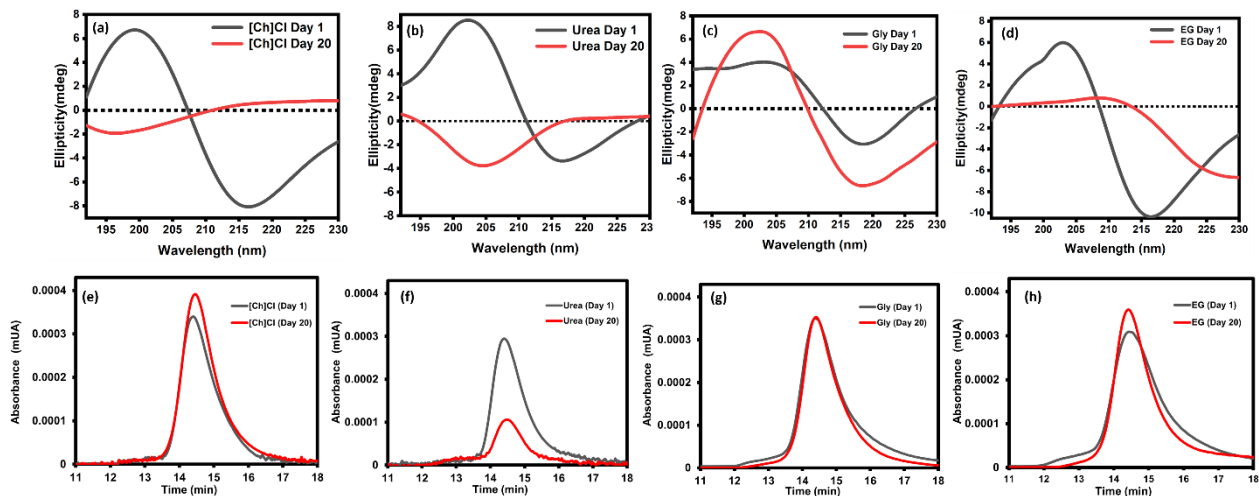 (a)
[Ch]Cl Day 1
[Ch]Cl Day 20
Ellipticity(mdeg)
8
6
4
2
0
-2
-4
-6
-8
195 200 205 210 215 220 225 230
Wavelength (nm)
(b)
Urea Day 1
Urea Day 20
Ellipticity(mdeg)
8
6
4
2
0
-2
-4
-6
-8
195 200 205 210 215 220 225 230
Wavelength (nm)
(c)
Gly Day 1
Gly Day 20
Ellipticity(mdeg)
8
6
4
2
0
-2
-4
-6
-8
195 200 205 210 215 220 225 230
Wavelength (nm)
(d)
EG Day 1
EG Day 20
Ellipticity(mdeg)
8
6
4
2
0
-2
-4
-6
-8
-10
195 200 205 210 215 220 225 230
Wavelength (nm)
(e)
[Ch]Cl (Day 1)
[Ch]Cl (Day 20)
Absorbance (mUA)
0.0004
0.0003
0.0002
0.0001
0
11 12 13 14 15 16 17 18
Time (min)
(f)
Urea (Day 1)
Urea (Day 20)
Absorbance (mUA)
0.0004
0.0003
0.0002
0.0001
0
11 12 13 14 15 16 17 18
Time (min)
(g)
Gly (Day 1)
Gly (Day 20)
Absorbance (mUA)
0.0004
0.0003
0.0002
0.0001
0
11 12 13 14 15 16 17 18
Time (min)
(h)
EG (Day 1)
EG (Day 20)
Absorbance (mUA)
0.0004
0.0003
0.0002
0.0001
0
11 12 13 14 15 16 17 18
Time (min)